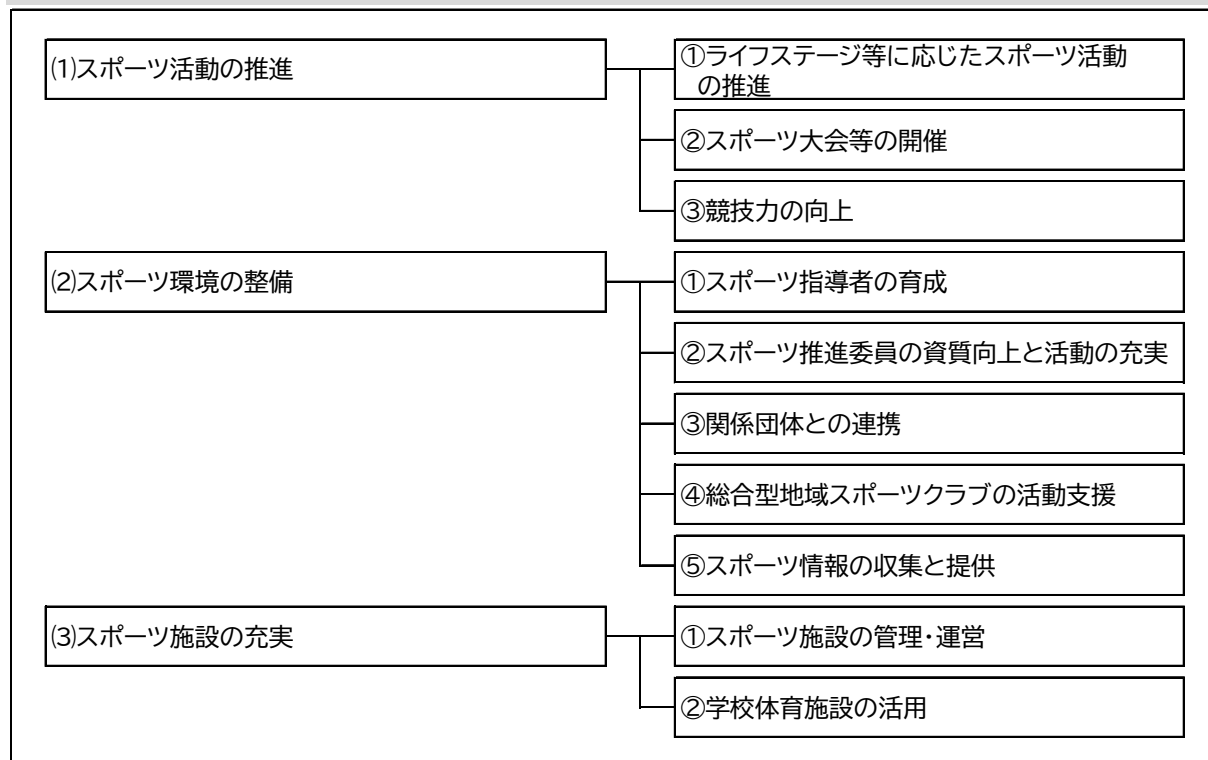 ⑴スポーツ活動の推進
①ライフステージ等に応じたスポーツ活動
の推進
②スポーツ大会等の開催
③競技力の向上
⑵スポーツ環境の整備
①スポーツ指導者の育成
②スポーツ推進委員の資質向上と活動の充実
③関係団体との連携
④総合型地域スポーツクラブの活動支援
⑤スポーツ情報の収集と提供
⑶スポーツ施設の充実
①スポーツ施設の管理・運営
②学校体育施設の活用